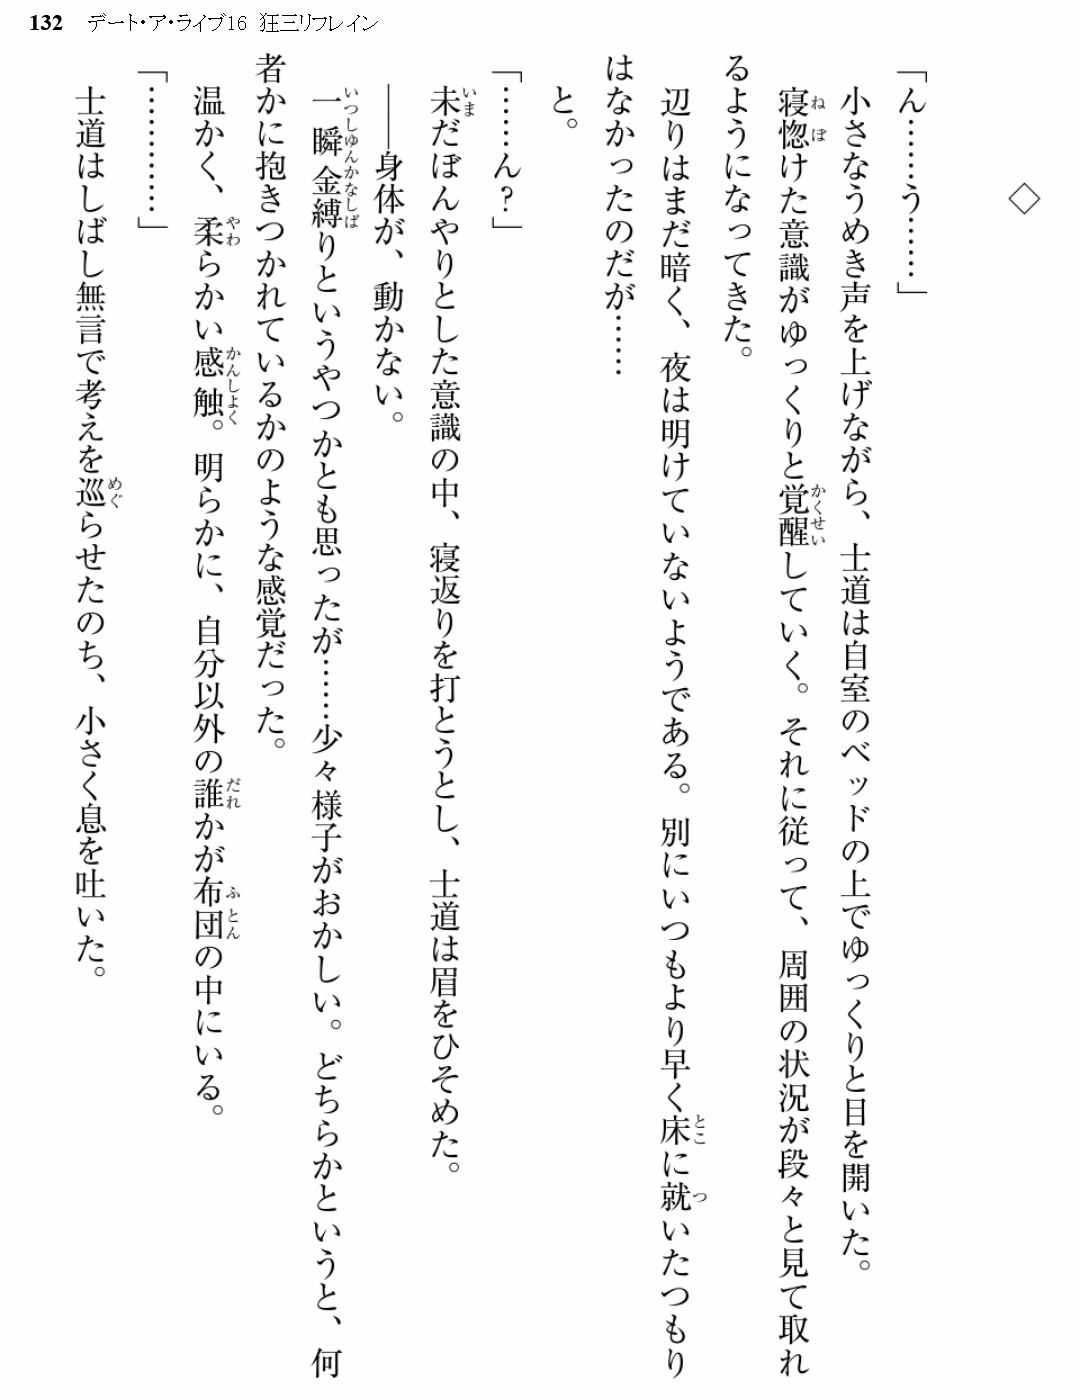 132 デート・ア・ライブ16 狂三リフレイン
◇
「ん……う……」
小さなうめき声を上げながら、士道は自室のベッドの上でゆっくりと目を開いた。
寝惚けた意識がゆっくりと覚醒していく。それに従って、周囲の状況が段々と見て取れ
るようになってきた。
辺りはまだ暗く、夜は明けていないようである。別にいつもより早く床に就いたつもり
はなかったのだが……
と。
「……ん?」
未だぼんやりとした意識の中、寝返りを打とうとし、士道は眉をひそめた。
――身体が、動かない。
一瞬金縛りというやつかとも思ったが……少々様子がおかしい。どちらかというと、何
者かに抱きつかれているかのような感覚だった。
温かく、柔らかい感触。明らかに、自分以外の誰かが布団の中にいる。
「…………」
士道はしばし無言で考えを巡らせたのち、小さく息を吐いた。